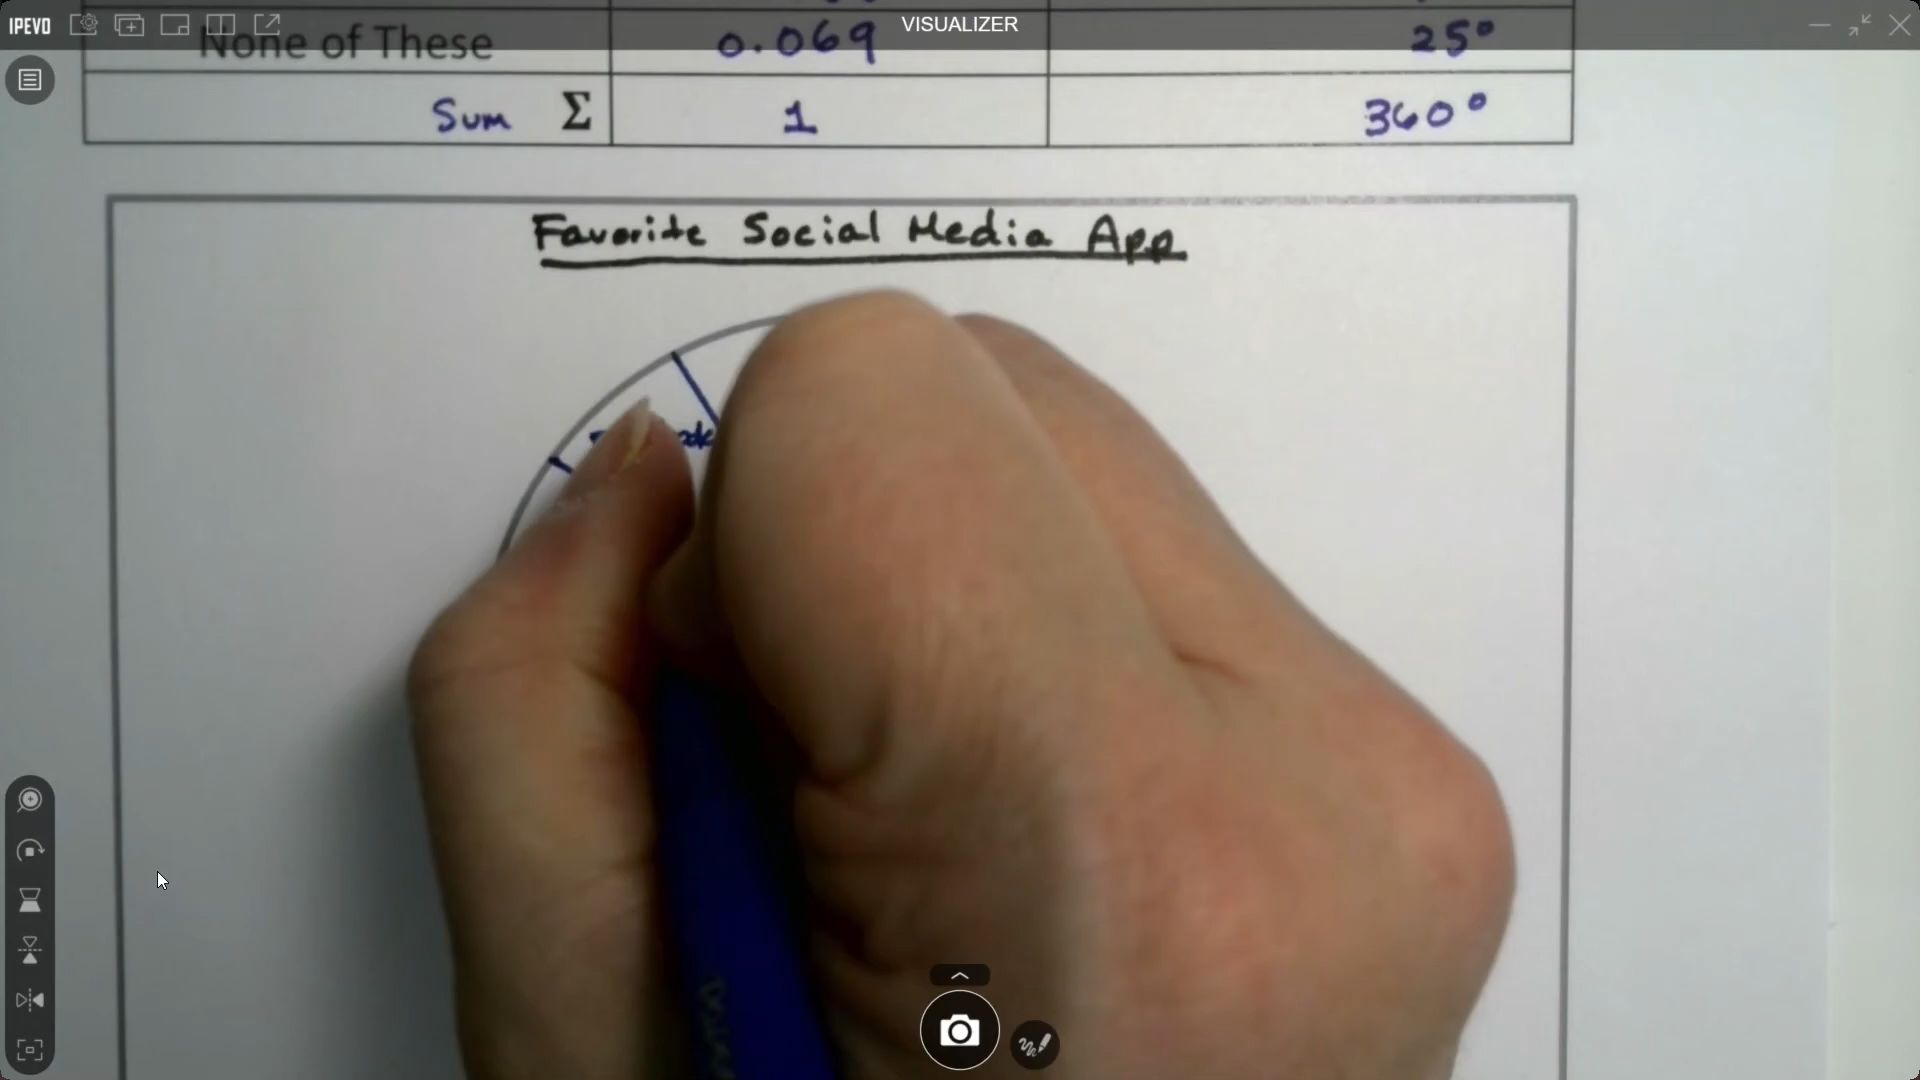 IPEVO
VISUALIZER
None of These 0.069 25°
Sum Σ 1 360°
Favorite Social Media App